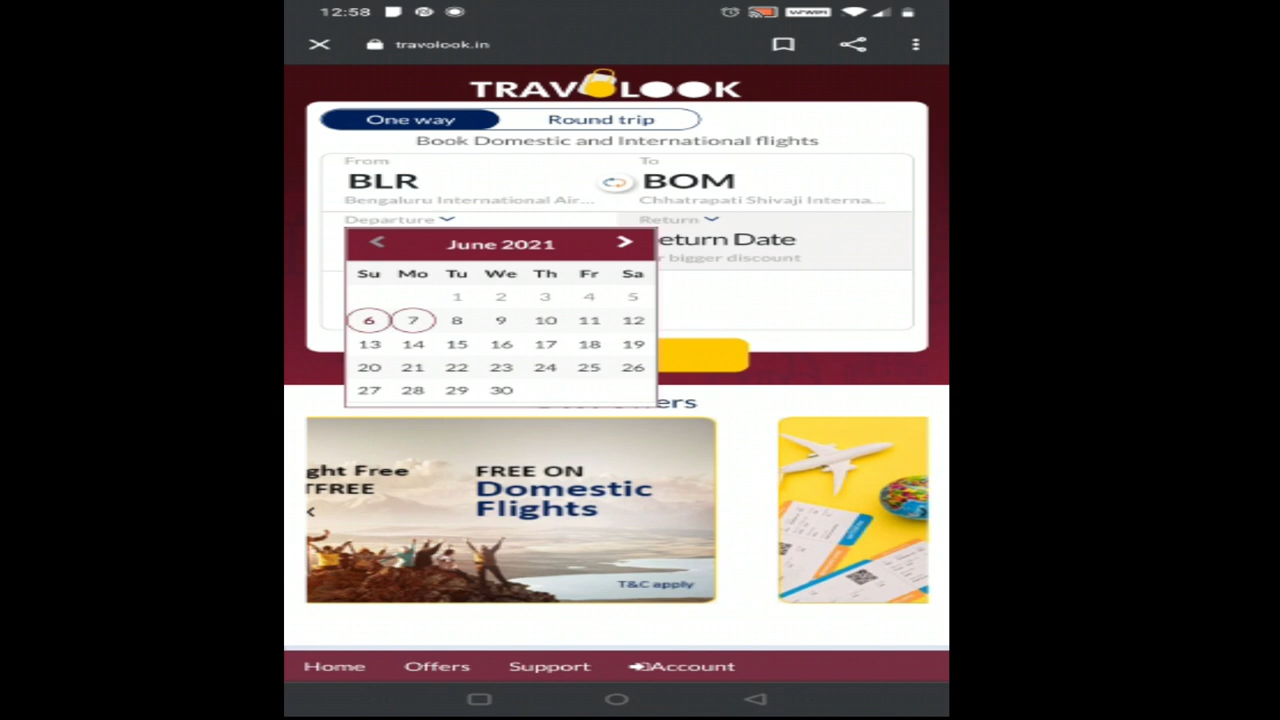 12:58
travolook.in
TRAVOLOOK
One way Round trip
Book Domestic and International flights
From To
BLR BOM
Bengaluru International Air... Chhatrapati Shivaji Interna...
Departure Return
eturn Date
r bigger discount
June 2021
Su Mo Tu We Th Fr Sa
1 2 3 4 5
6 7 8 9 10 11 12
13 14 15 16 17 18 19
20 21 22 23 24 25 26
27 28 29 30
ers
ght Free
TFREE
FREE ON
Domestic
Flights
T&C apply
Home Offers Support Account